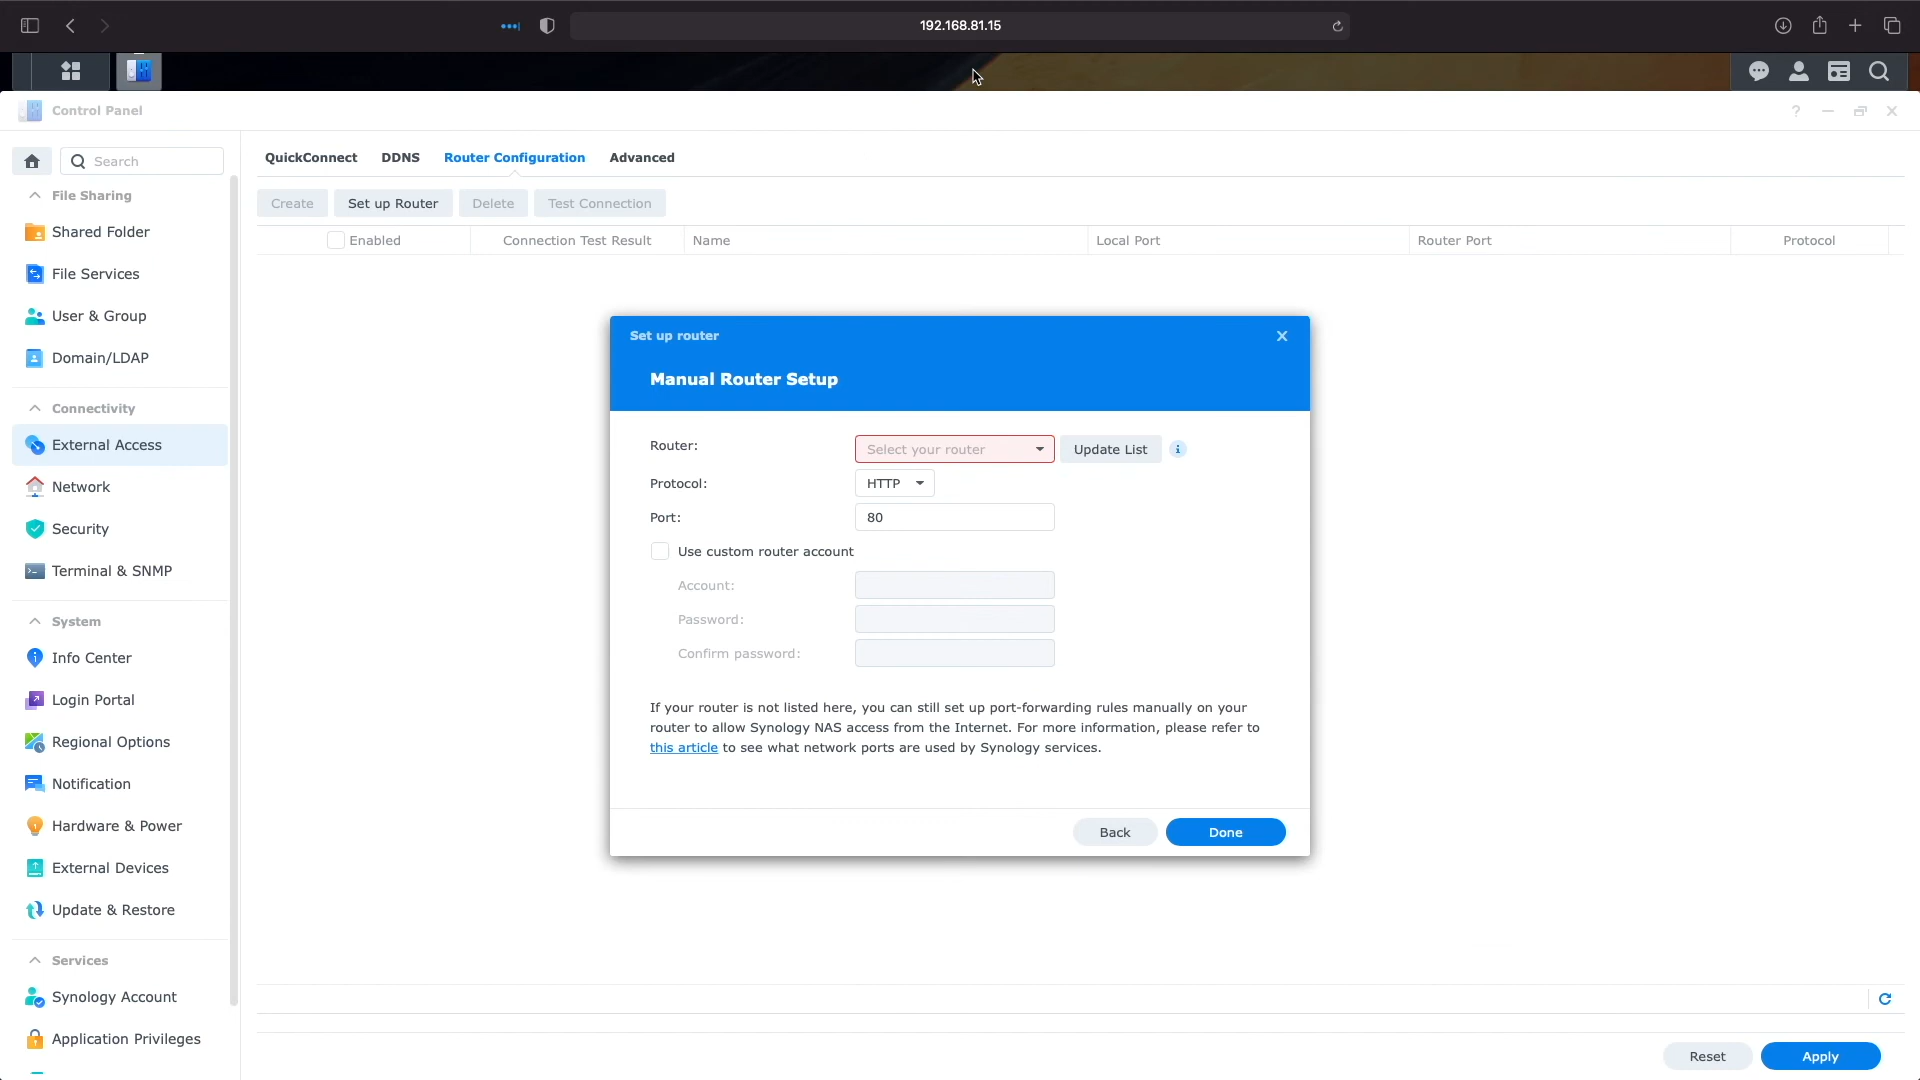 192.168.81.15
Control Panel
Search
File Sharing
Shared Folder
File Services
User & Group
Domain/LDAP
Connectivity
External Access
Network
Security
Terminal & SNMP
System
Info Center
Login Portal
Regional Options
Notification
Hardware & Power
External Devices
Update & Restore
Services
Synology Account
Application Privileges
QuickConnect DDNS Router Configuration Advanced
Create Set up Router Delete Test Connection
Enabled Connection Test Result Name Local Port Router Port Protocol
Set up router
Manual Router Setup
Router: Select your router Update List
Protocol: HTTP
Port: 80
Use custom router account
Account:
Password:
Confirm password:
If your router is not listed here, you can still set up port-forwarding rules manually on your
router to allow Synology NAS access from the Internet. For more information, please refer to
this article to see what network ports are used by Synology services.
Back Done
Reset Apply